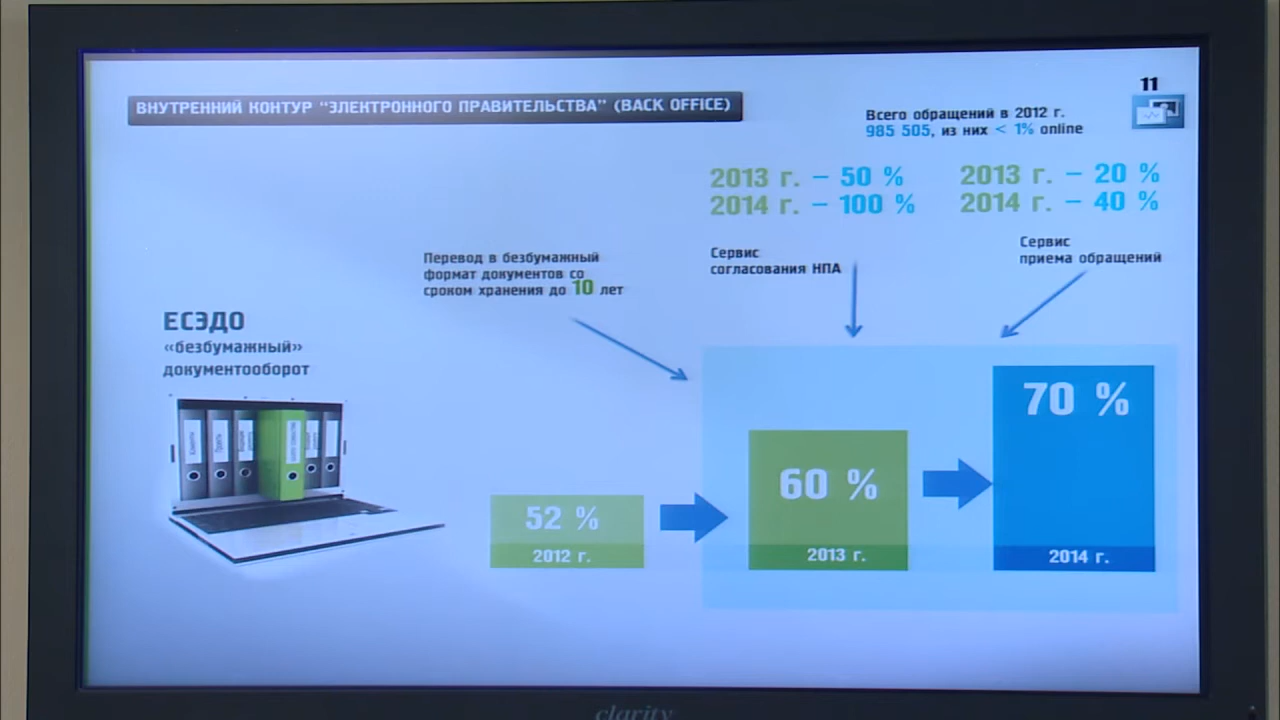 11
ВНУТРЕННИЙ КОНТУР "ЭЛЕКТРОННОГО ПРАВИТЕЛЬСТВА" (BACK OFFICE)
Всего обращений в 2012 г.
985 505, из них < 1% online
2013 г. – 50 %
2014 г. – 100 %
2013 г. – 20 %
2014 г. – 40 %
Перевод в безбумажный
формат документов со
сроком хранения до 10 лет
Сервис
согласования НПА
Сервис
приема обращений
ЕСЭДО
«безбумажный»
документооборот
52 %
2012 г.
60 %
2013 г.
70 %
2014 г.
clarity